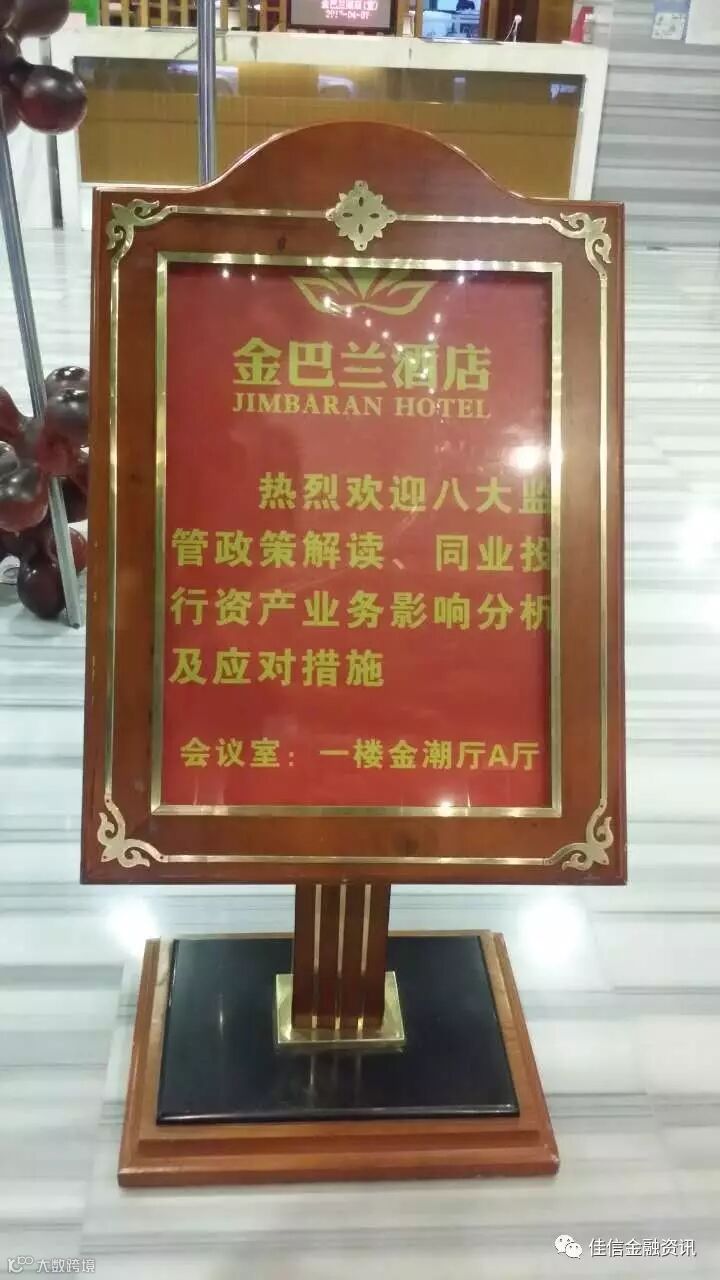 金巴兰酒店
JIMBARAN HOTEL
热烈欢迎八大监
管政策解读、同业投
行资产业务影响分析
及应对措施
会议室：一楼金潮厅A厅
佳信金融资讯
大数跨境